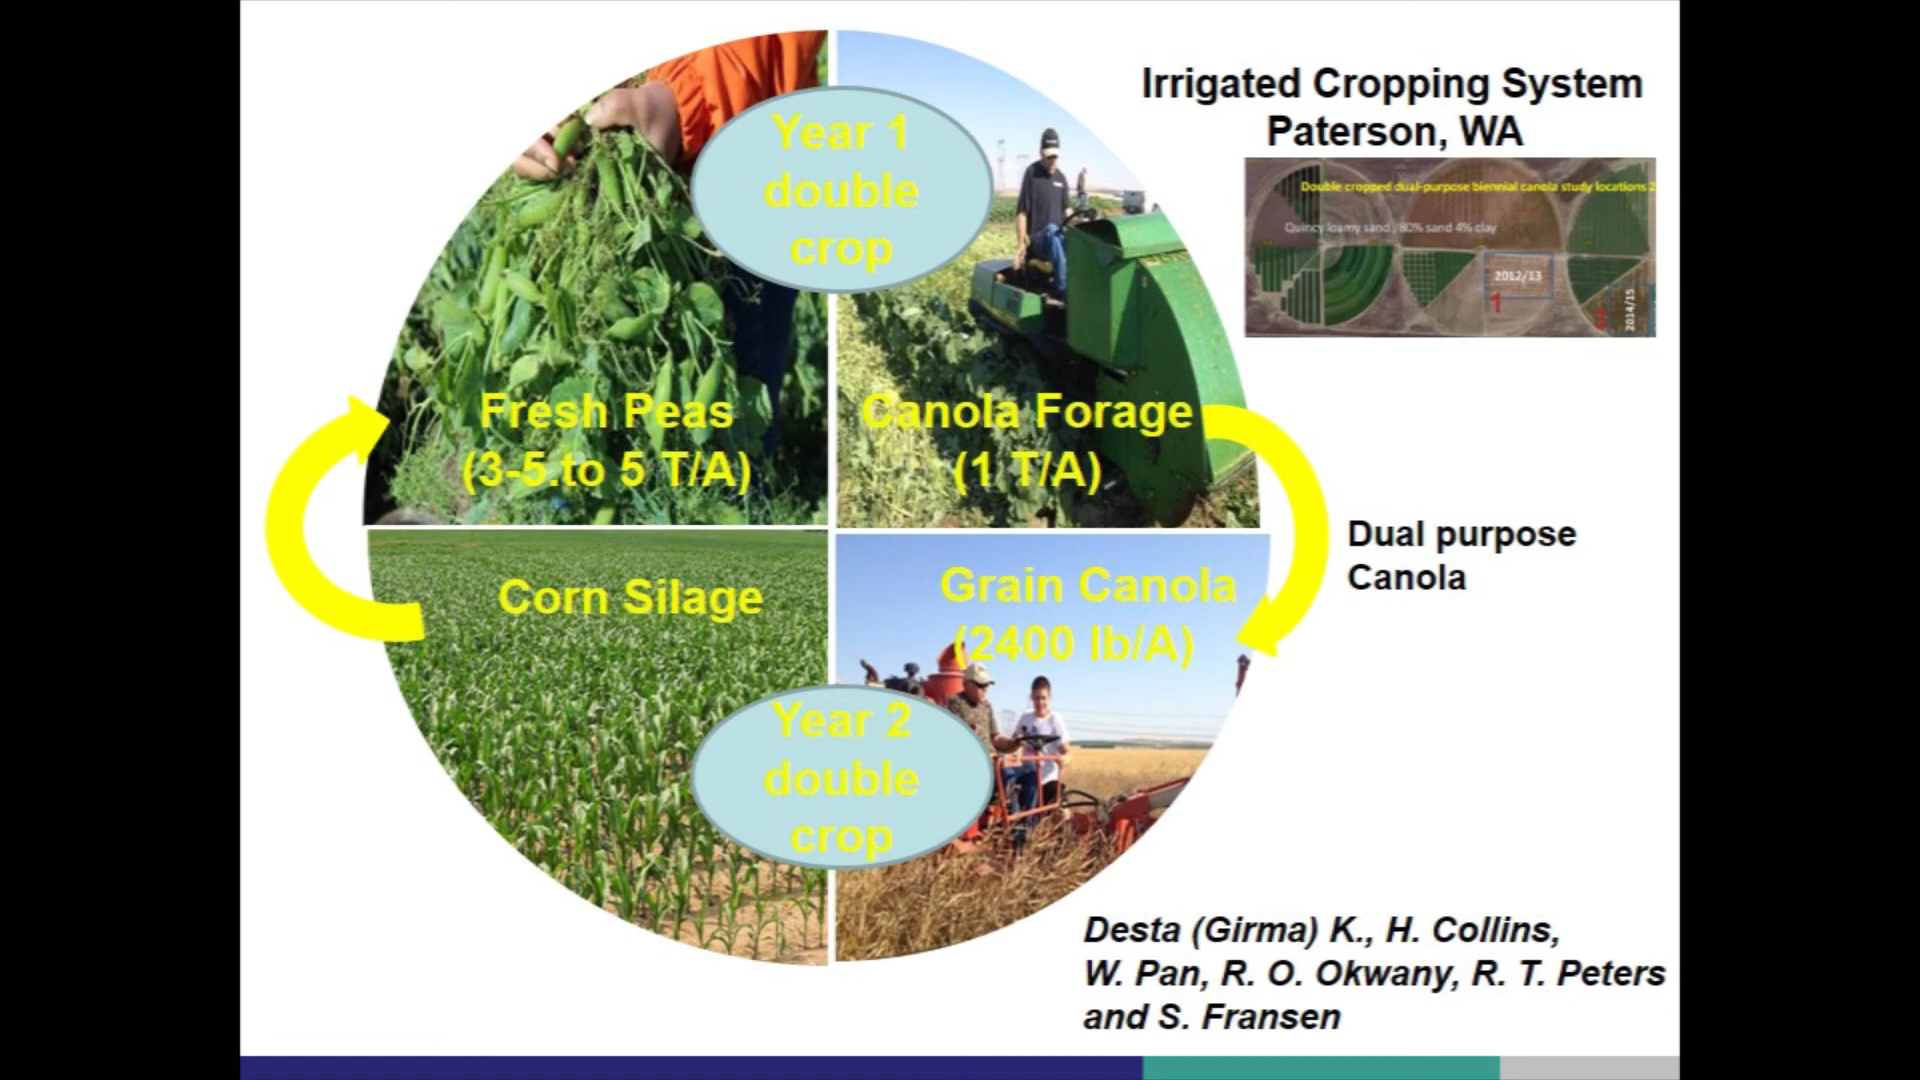 Irrigated Cropping System
Paterson, WA
Double cropped dual-purpose biennial canola study locations 2
Quincy loamy sand , 80% sand 4% clay
2012/13
1
2014/15
Year 1
double
crop
Fresh Peas
(3-5.to 5 T/A)
Canola Forage
(1 T/A)
Dual purpose
Canola
Corn Silage
Grain Canola
(2400 lb/A)
Year 2
double
crop
Desta (Girma) K., H. Collins,
W. Pan, R. O. Okwany, R. T. Peters
and S. Fransen